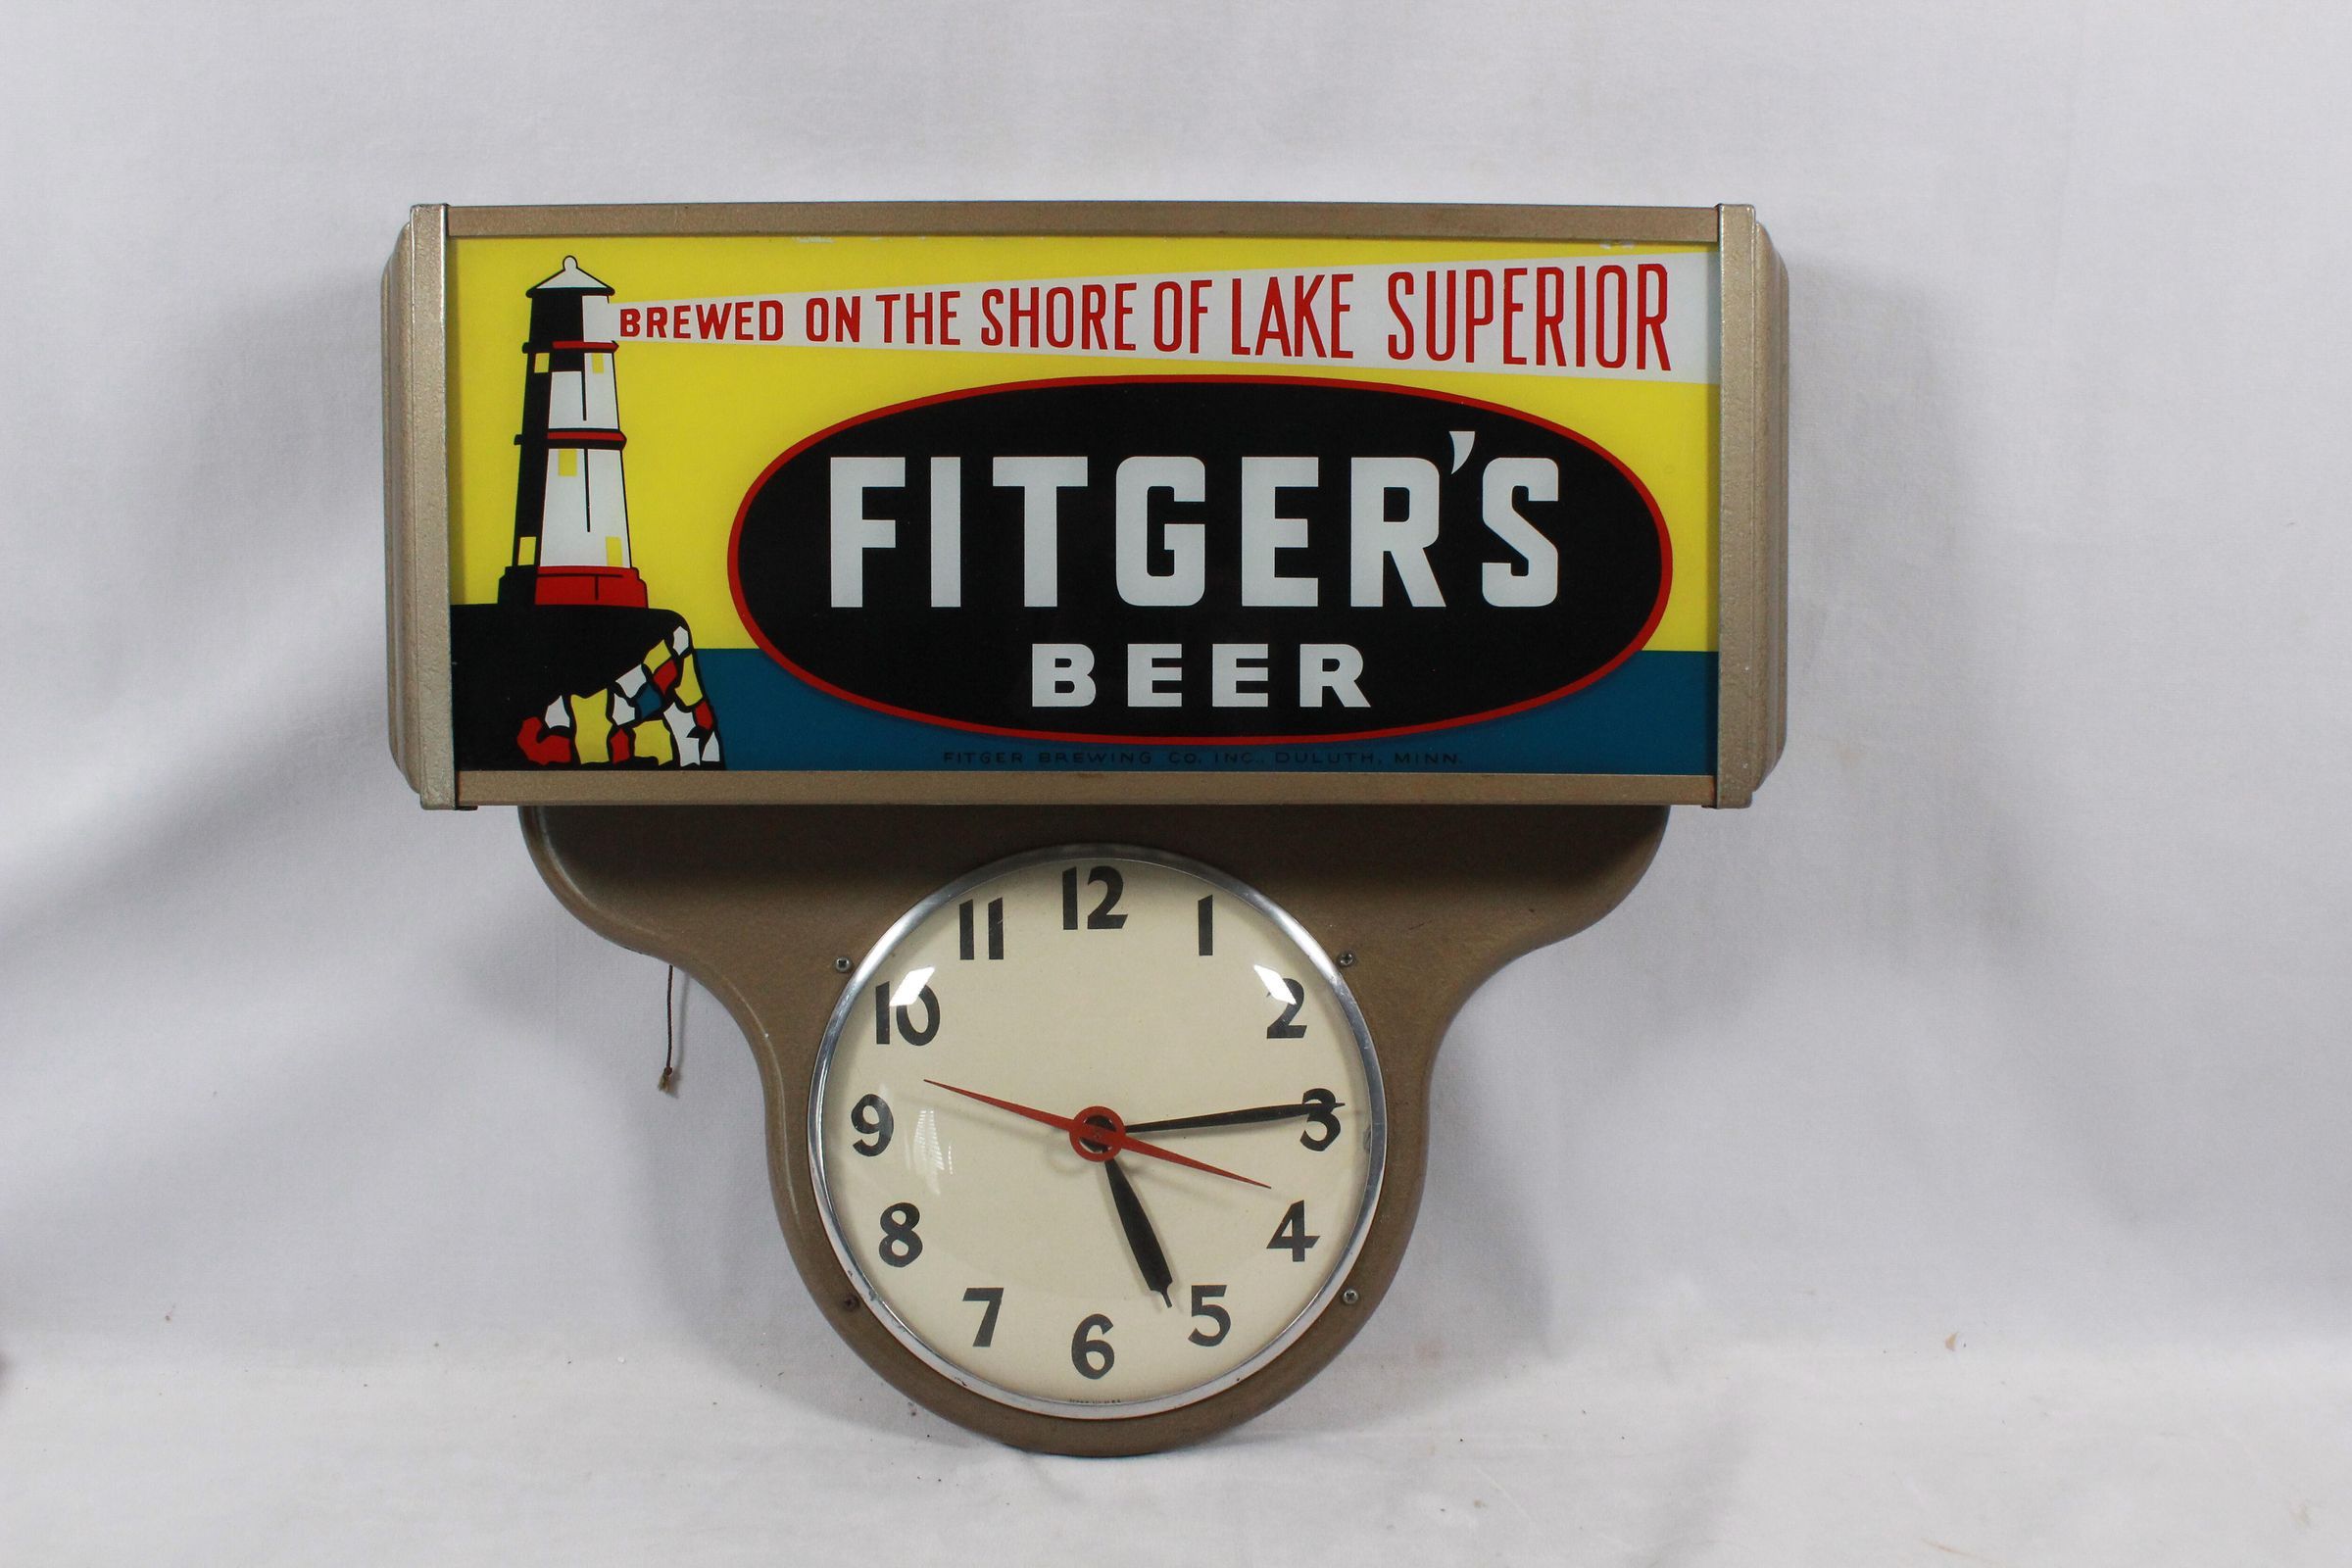 BREWED ON THE SHORE OF LAKE SUPERIOR
FITGER'S
BEER
FITGER BREWING CO. INC., DULUTH, MINN.
12
11 1
10 2
9 3
8 4
7 5
6